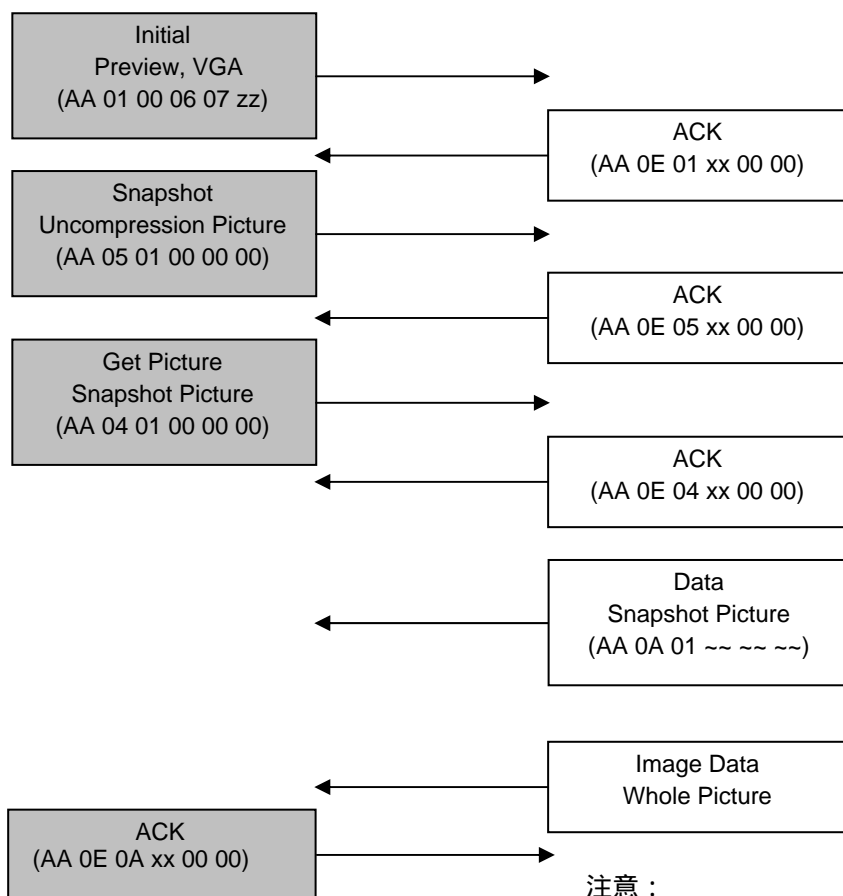 Initial
Preview, VGA
(AA 01 00 06 07 zz)
ACK
(AA 0E 01 xx 00 00)
Snapshot
Uncompression Picture
(AA 05 01 00 00 00)
ACK
(AA 0E 05 xx 00 00)
Get Picture
Snapshot Picture
(AA 04 01 00 00 00)
ACK
(AA 0E 04 xx 00 00)
Data
Snapshot Picture
(AA 0A 01 ~~ ~~ ~~)
Image Data
Whole Picture
ACK
(AA 0E 0A xx 00 00)
注意：